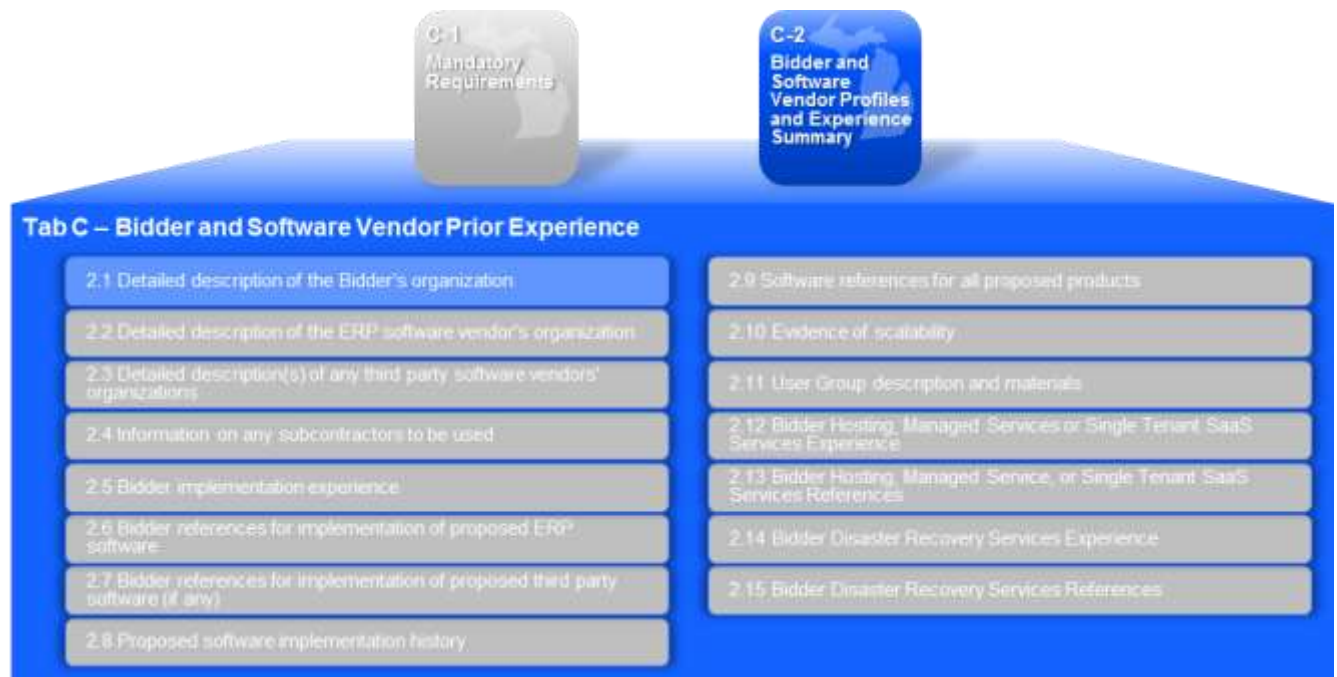 C-1
Mandatory
Requirements
C-2
Bidder and
Software
Vendor Profiles
and Experience
Summary
Tab C – Bidder and Software Vendor Prior Experience
2.1 Detailed description of the Bidder's organization
2.2 Detailed description of the ERP software vendor's organization
2.3 Detailed description(s) of any third party software vendors'
organizations
2.4 Information on any subcontractors to be used
2.5 Bidder implementation experience
2.6 Bidder references for implementation of proposed ERP
software
2.7 Bidder references for implementation of proposed third party
software (if any)
2.8 Proposed software implementation history
2.9 Software references for all proposed products
2.10 Evidence of scalability
2.11 User Group description and materials
2.12 Bidder Hosting, Managed Services or Single Tenant SaaS
Services Experience
2.13 Bidder Hosting, Managed Service, or Single Tenant SaaS
Services References
2.14 Bidder Disaster Recovery Services Experience
2.15 Bidder Disaster Recovery Services References